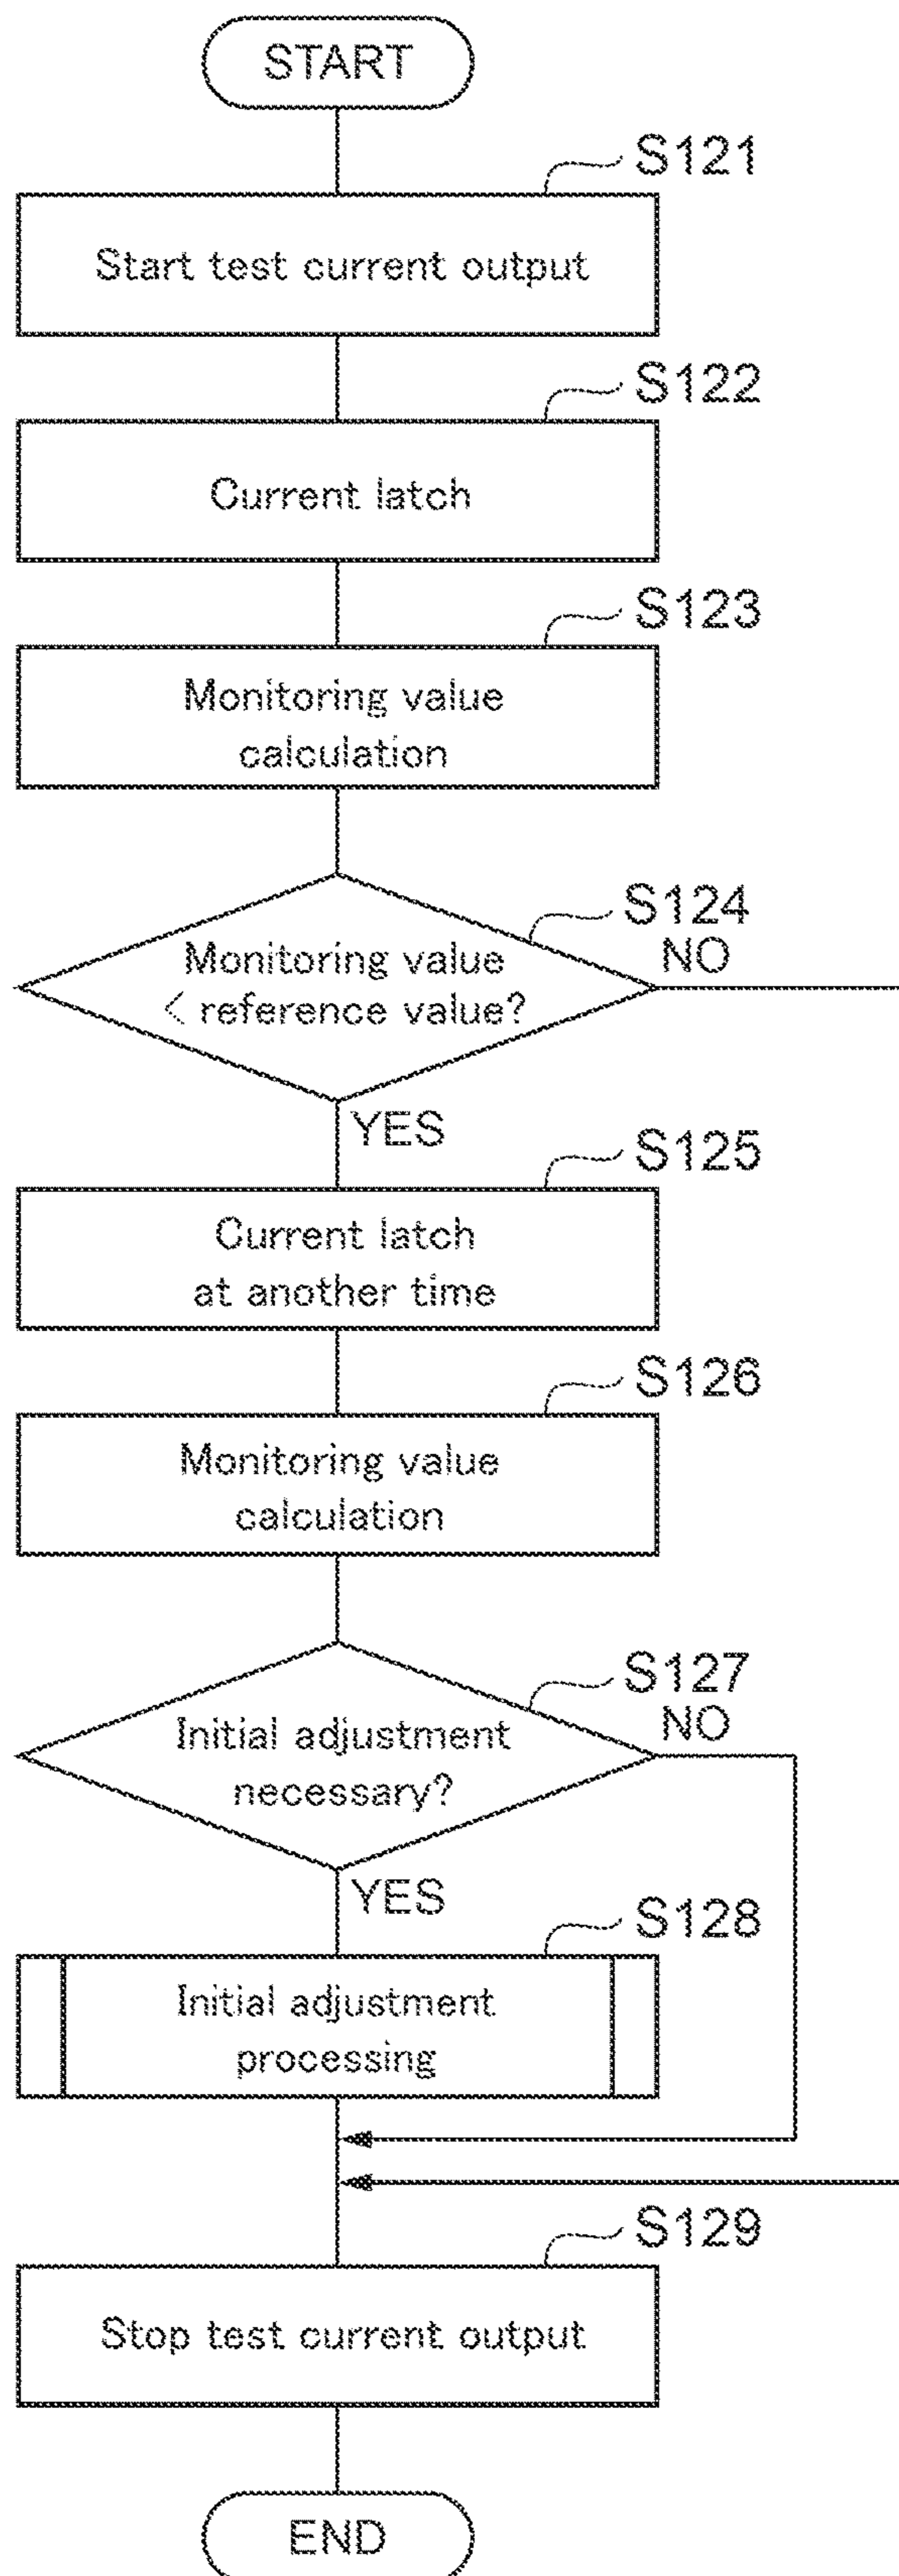 START
S121
Start test current output
S122
Current latch
S123
Monitoring value
calculation
S124
NO
Monitoring value
< reference value?
YES
S125
Current latch
at another time
S126
Monitoring value
calculation
S127
NO
Initial adjustment
necessary?
YES
S128
Initial adjustment
processing
S129
Stop test current output
END